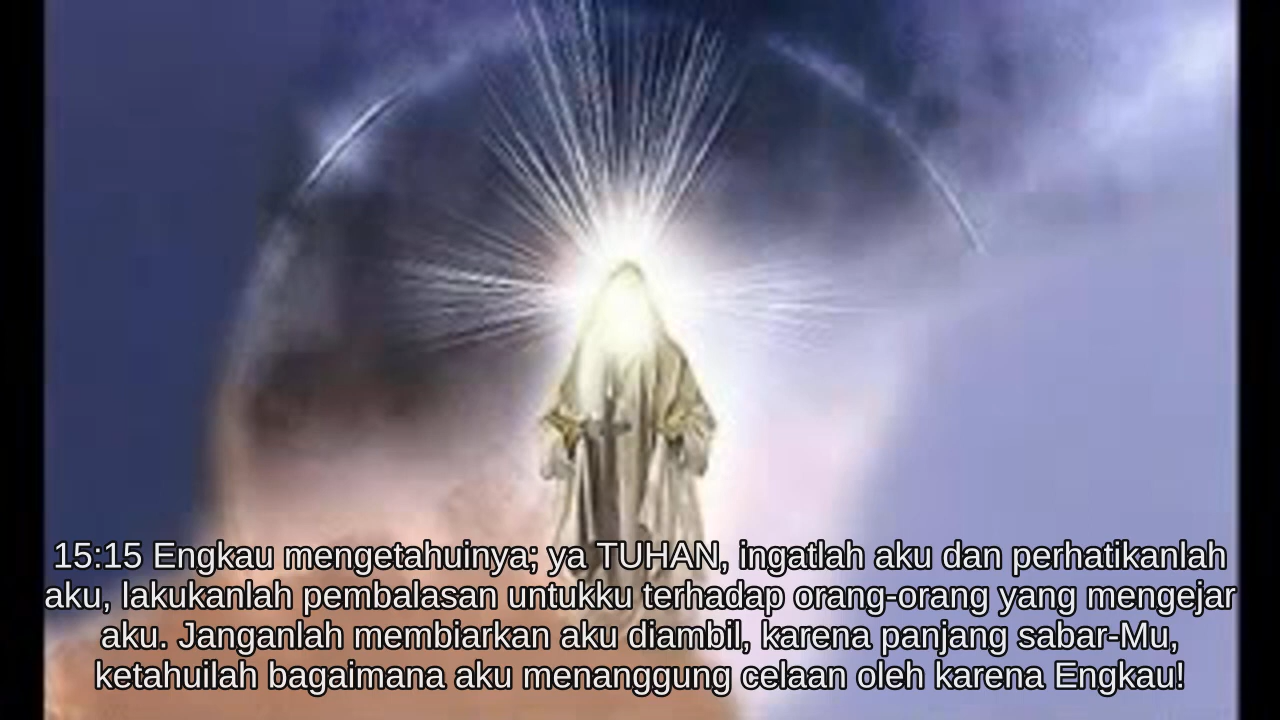 15:15 Engkau mengetahuinya; ya TUHAN, ingatlah aku dan perhatikanlah
aku, lakukanlah pembalasan untukku terhadap orang-orang yang mengejar
aku. Janganlah membiarkan aku diambil, karena panjang sabar-Mu,
ketahuilah bagaimana aku menanggung celaan oleh karena Engkau!